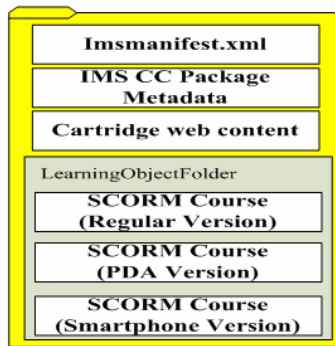 Imsmanifest.xml
IMS CC Package
Metadata
Cartridge web content
LearningObjectFolder
SCORM Course
(Regular Version)
SCORM Course
(PDA Version)
SCORM Course
(Smartphone Version)